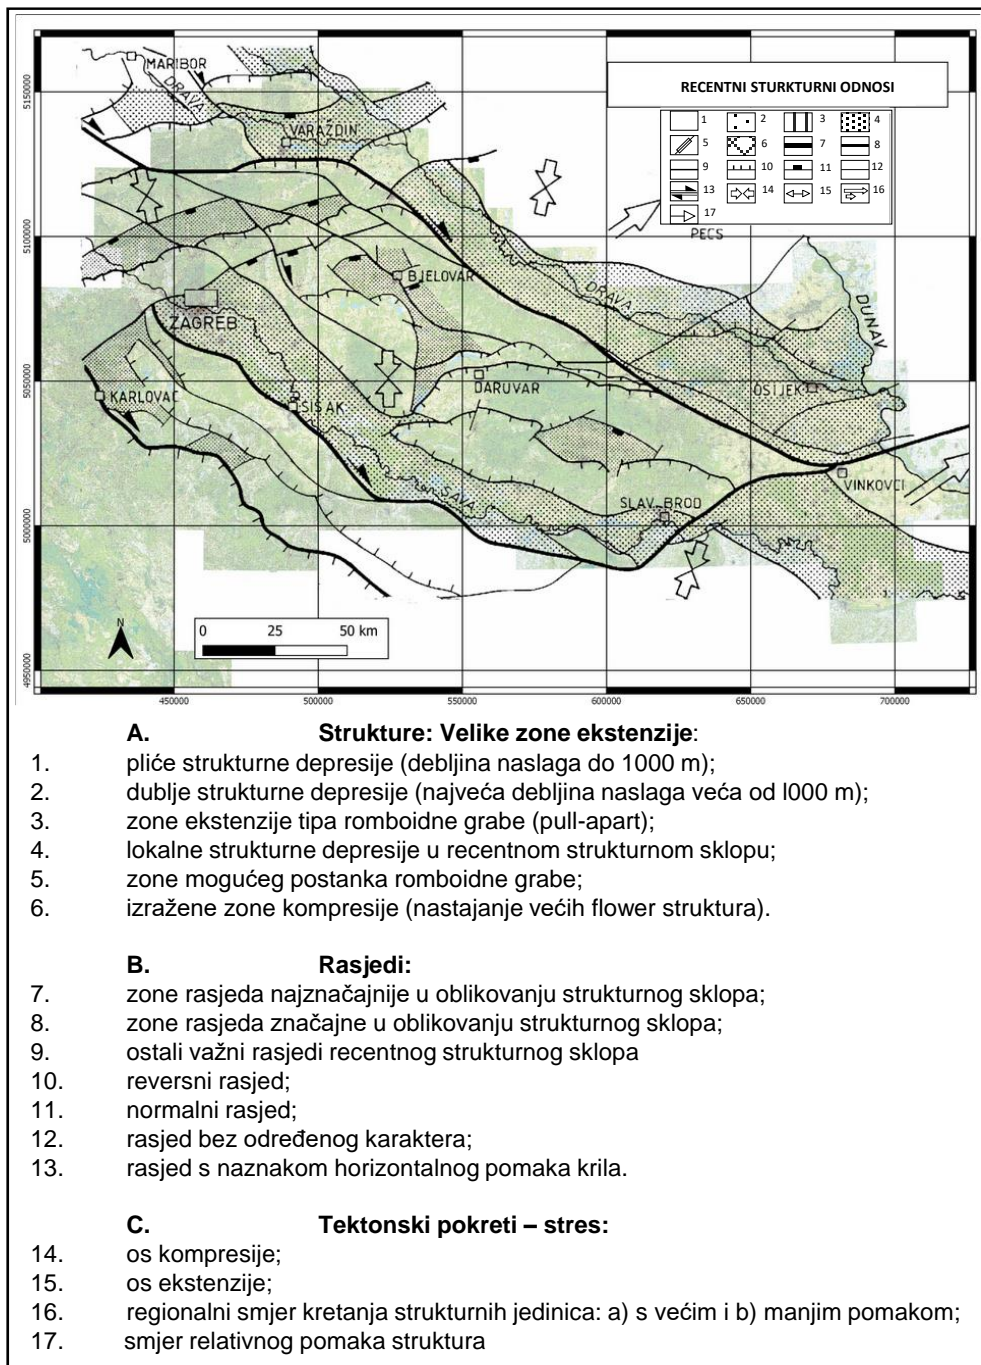 MARIBOR
DRAVA
VARAŽDIN
RECENTNI STURKTURNI ODNOSI
1 2 3 4
5 6 7 8
9 10 11 12
13 14 15 16
17
PECS
BJELOVAR
DRAVA
DUNAV
ZAGREB
KARLOVAC
SISAK
DARUVAR
OSIJEK
SAVA
SLAV. BROD
VINKOVCI
N
0 25 50 km
5150000
5100000
5050000
5000000
4950000
450000 500000 550000 600000 650000 700000
A. Strukture: Velike zone ekstenzije:
1. pliće strukturne depresije (debljina naslaga do 1000 m);
2. dublje strukturne depresije (najveća debljina naslaga veća od l000 m);
3. zone ekstenzije tipa romboidne grabe (pull-apart);
4. lokalne strukturne depresije u recentnom strukturnom sklopu;
5. zone mogućeg postanka romboidne grabe;
6. izražene zone kompresije (nastajanje većih flower struktura).
B. Rasjedi:
7. zone rasjeda najznačajnije u oblikovanju strukturnog sklopa;
8. zone rasjeda značajne u oblikovanju strukturnog sklopa;
9. ostali važni rasjedi recentnog strukturnog sklopa
10. reversni rasjed;
11. normalni rasjed;
12. rasjed bez određenog karaktera;
13. rasjed s naznakom horizontalnog pomaka krila.
C. Tektonski pokreti – stres:
14. os kompresije;
15. os ekstenzije;
16. regionalni smjer kretanja strukturnih jedinica: a) s većim i b) manjim pomakom;
17. smjer relativnog pomaka struktura